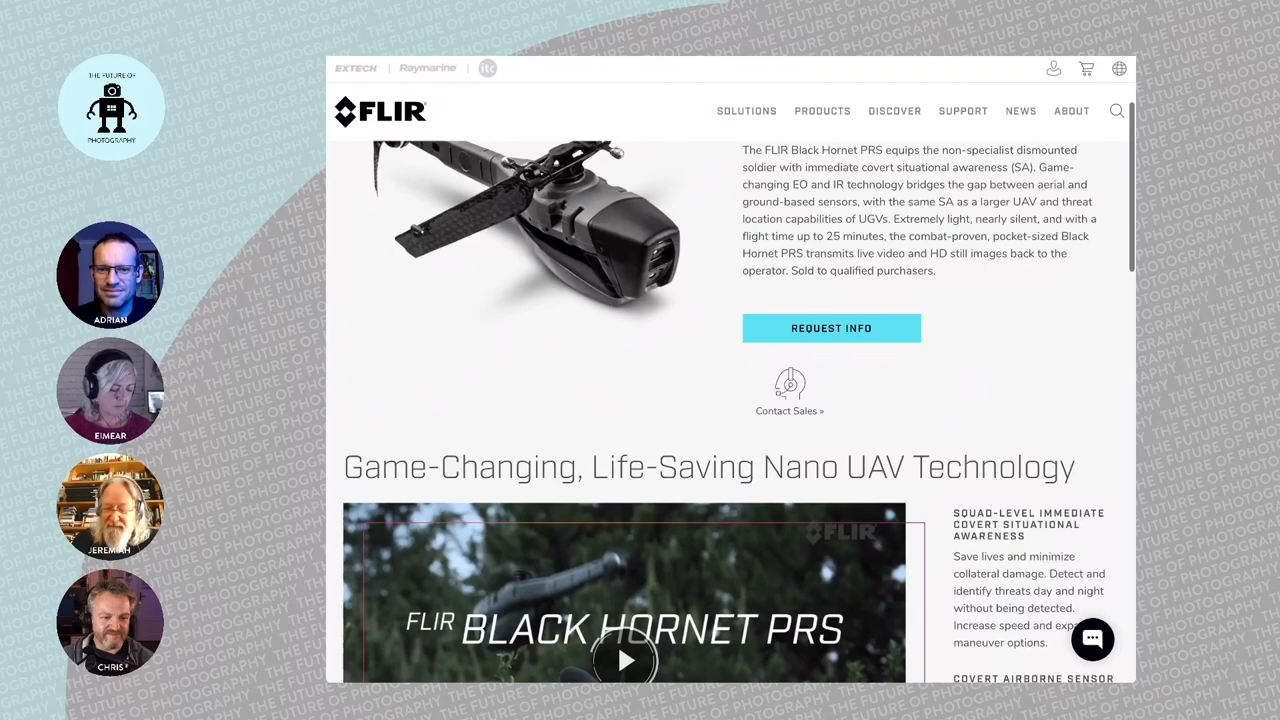 THE FUTURE OF
PHOTOGRAPHY
ADRIAN
EIMEAR
JEREMIAH
CHRIS
EXTECH | Raymarine | itc
FLIR
SOLUTIONS PRODUCTS DISCOVER SUPPORT NEWS ABOUT
The FLIR Black Hornet PRS equips the non-specialist dismounted
soldier with immediate covert situational awareness (SA). Game-
changing EO and IR technology bridges the gap between aerial and
ground-based sensors, with the same SA as a larger UAV and threat
location capabilities of UGVs. Extremely light, nearly silent, and with a
flight time up to 25 minutes, the combat-proven, pocket-sized Black
Hornet PRS transmits live video and HD still images back to the
operator. Sold to qualified purchasers.
REQUEST INFO
Contact Sales »
Game-Changing, Life-Saving Nano UAV Technology
FLIR
FLIR BLACK HORNET PRS
SQUAD-LEVEL IMMEDIATE
COVERT SITUATIONAL
AWARENESS
Save lives and minimize
collateral damage. Detect and
identify threats day and night
without being detected.
Increase speed and
maneuver options.
COVERT AIRBORNE SENSOR